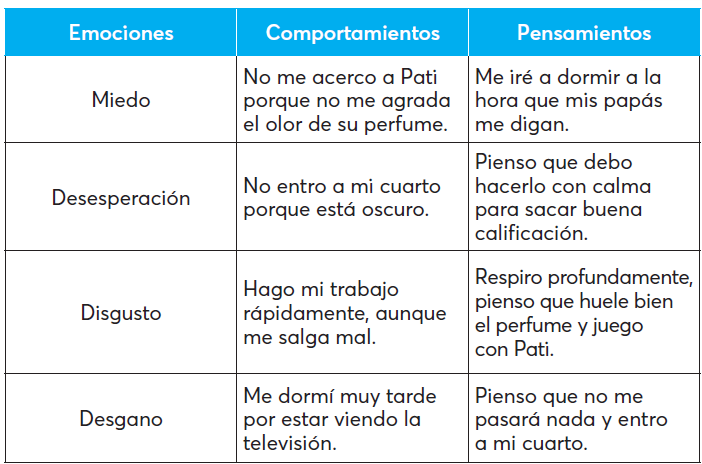 Emociones
Comportamientos
Pensamientos
Miedo
No me acerco a Pati
porque no me agrada
el olor de su perfume.
Me iré a dormir a la
hora que mis papás
me digan.
Desesperación
No entro a mi cuarto
porque está oscuro.
Pienso que debo
hacerlo con calma
para sacar buena
calificación.
Disgusto
Hago mi trabajo
rápidamente, aunque
me salga mal.
Respiro profundamente,
pienso que huele bien
el perfume y juego
con Pati.
Desgano
Me dormí muy tarde
por estar viendo la
televisión.
Pienso que no me
pasará nada y entro
a mi cuarto.